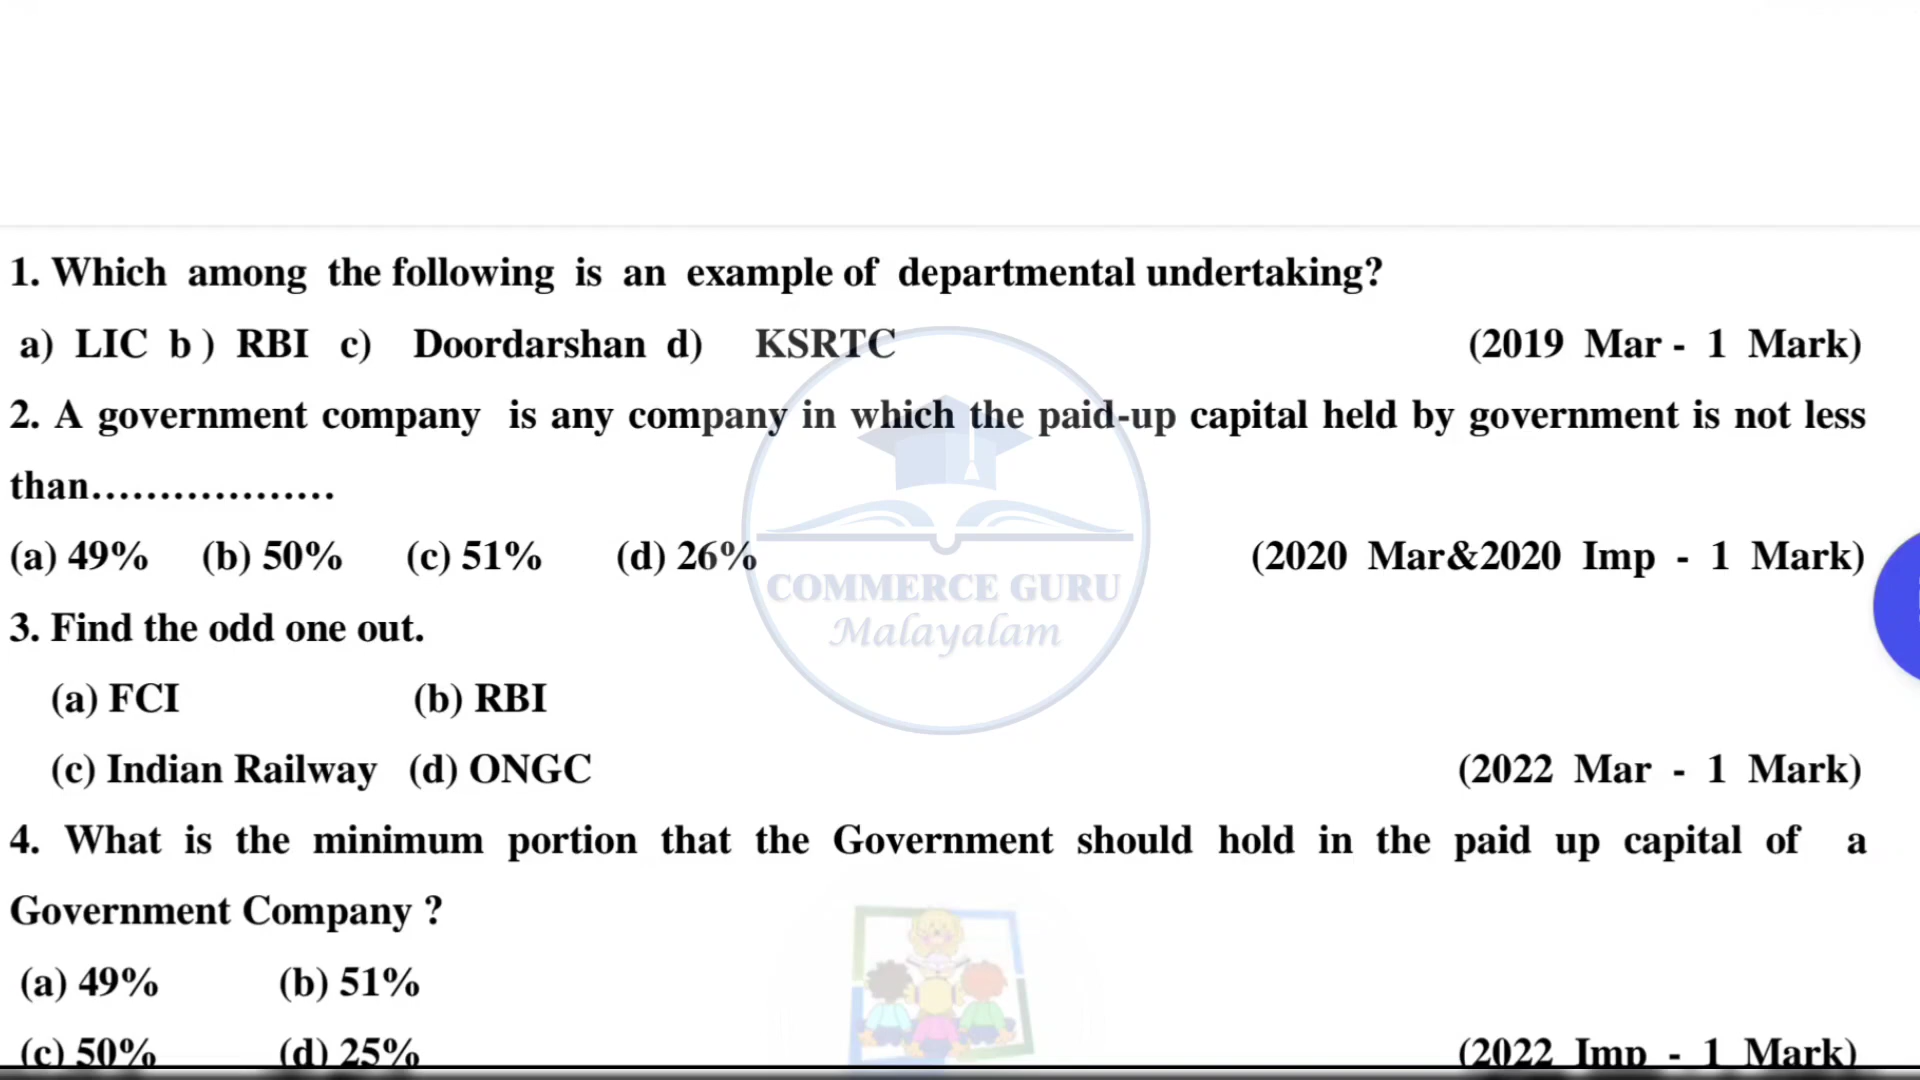 1. Which among the following is an example of departmental undertaking?
a) LIC b ) RBI c) Doordarshan d) KSRTC (2019 Mar - 1 Mark)
2. A government company is any company in which the paid-up capital held by government is not less
than..................
(a) 49% (b) 50% (c) 51% (d) 26% (2020 Mar&2020 Imp - 1 Mark)
COMMERCE GURU
Malayalam
3. Find the odd one out.
(a) FCI (b) RBI
(c) Indian Railway (d) ONGC (2022 Mar - 1 Mark)
4. What is the minimum portion that the Government should hold in the paid up capital of a
Government Company ?
(a) 49% (b) 51%
(c) 50% (d) 25% (2022 Imp - 1 Mark)